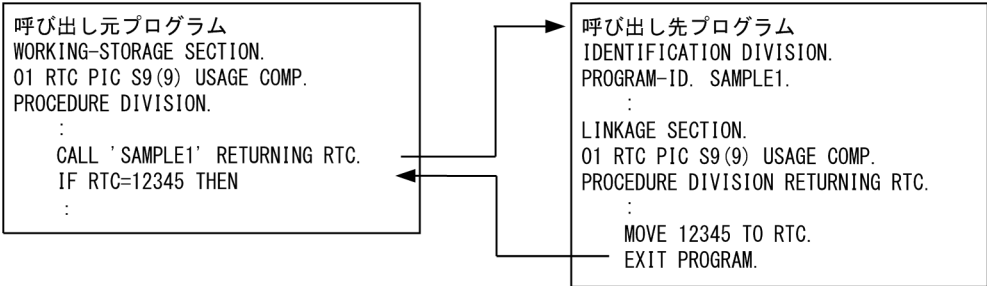 呼び出し元プログラム
WORKING-STORAGE SECTION.
01 RTC PIC S9(9) USAGE COMP.
PROCEDURE DIVISION.
:
CALL 'SAMPLE1' RETURNING RTC.
IF RTC=12345 THEN
:
呼び出し先プログラム
IDENTIFICATION DIVISION.
PROGRAM-ID. SAMPLE1.
:
LINKAGE SECTION.
01 RTC PIC S9(9) USAGE COMP.
PROCEDURE DIVISION RETURNING RTC.
:
MOVE 12345 TO RTC.
EXIT PROGRAM.